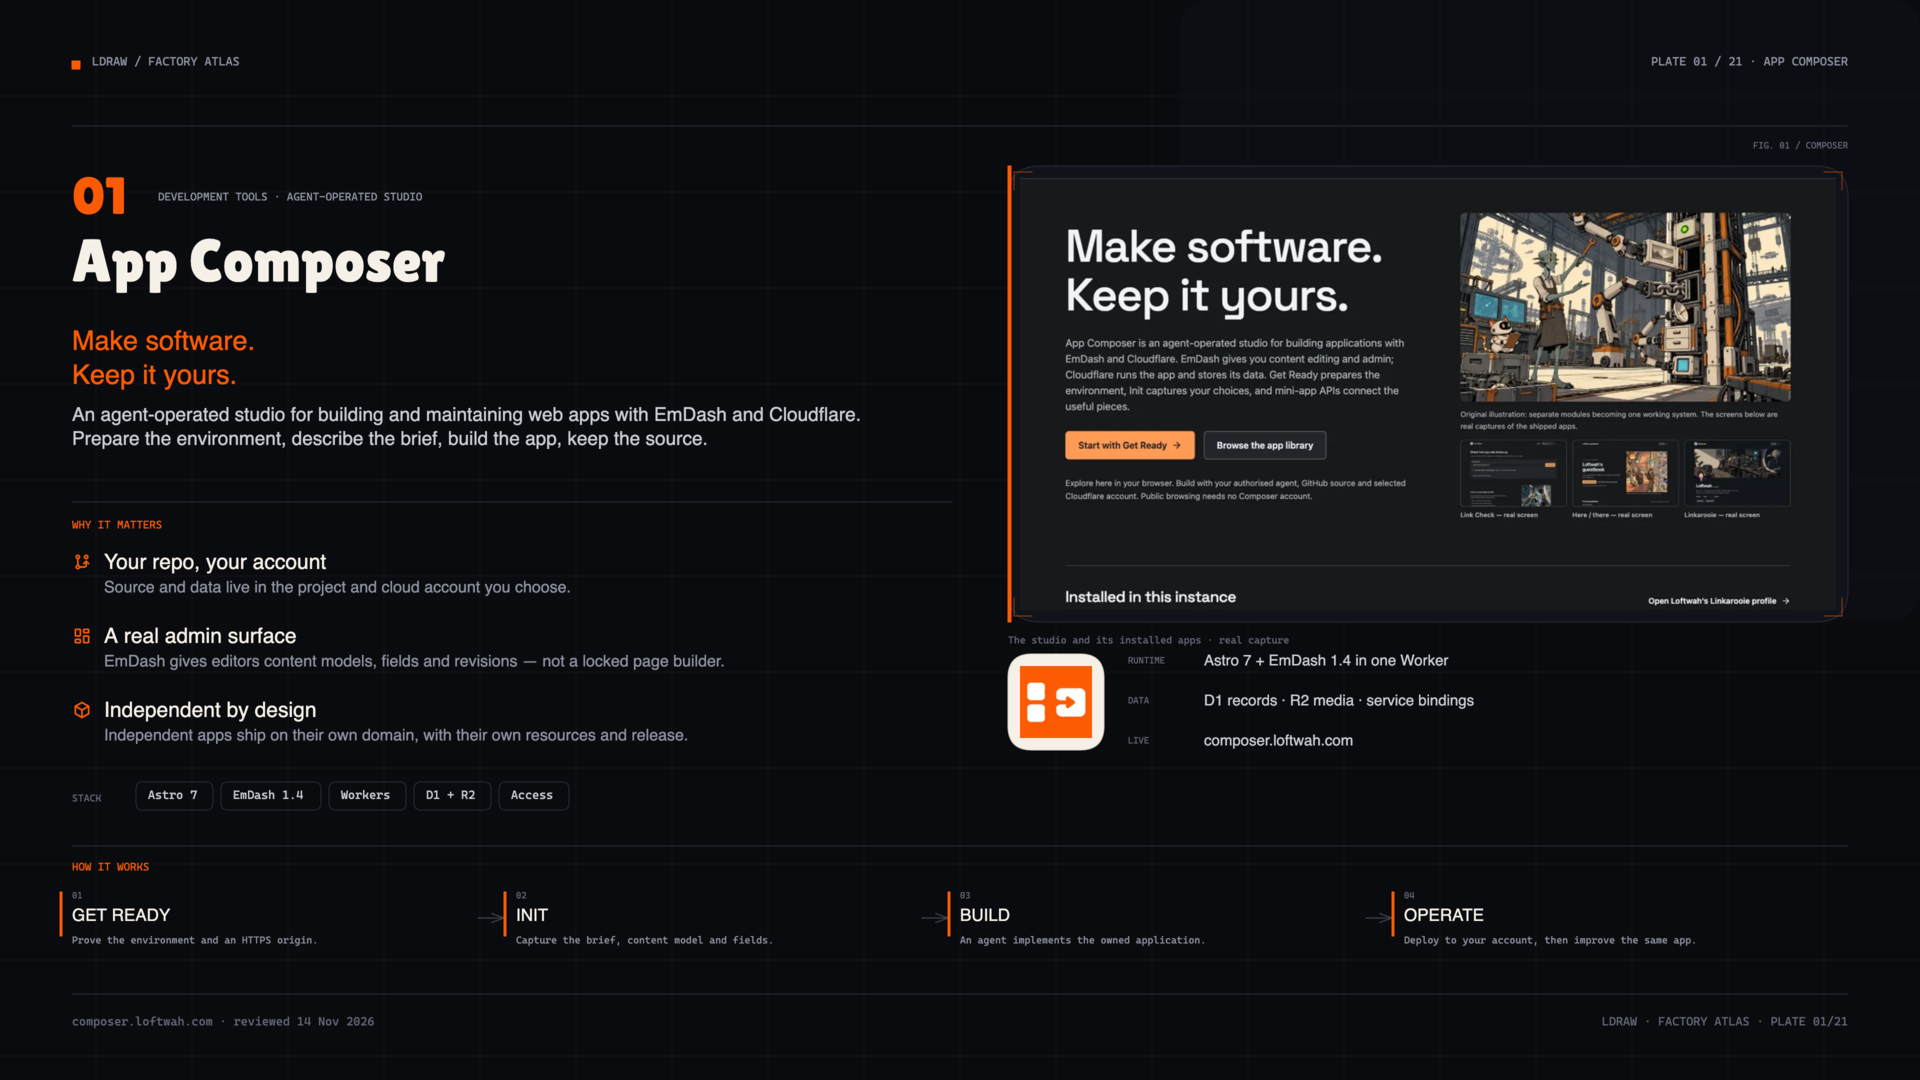 LDRAW / FACTORY ATLAS
PLATE 01 / 21 · APP COMPOSER
FIG. 01 / COMPOSER
01
DEVELOPMENT TOOLS · AGENT-OPERATED STUDIO
App Composer
Make software.
Keep it yours.
An agent-operated studio for building and maintaining web apps with EmDash and Cloudflare.
Prepare the environment, describe the brief, build the app, keep the source.
WHY IT MATTERS
Your repo, your account
Source and data live in the project and cloud account you choose.
A real admin surface
EmDash gives editors content models, fields and revisions — not a locked page builder.
Independent by design
Independent apps ship on their own domain, with their own resources and release.
STACK
Astro 7
EmDash 1.4
Workers
D1 + R2
Access
Make software.
Keep it yours.
App Composer is an agent-operated studio for building applications with
EmDash and Cloudflare. EmDash gives you content editing and admin;
Cloudflare runs the app and stores its data. Get Ready prepares the
environment, Init captures your choices, and mini-app APIs connect the
useful pieces.
Start with Get Ready →
Browse the app library
Explore here in your browser. Build with your authorised agent, GitHub source and selected
Cloudflare account. Public browsing needs no Composer account.
Original illustration: separate modules becoming one working system. The screens below are
real captures of the shipped apps.
Loftwah's
guestbook
Loftwah
Link Check — real screen
Here / there — real screen
Linkarooie — real screen
Installed in this instance
Open Loftwah's Linkarooie profile →
The studio and its installed apps · real capture
RUNTIME
Astro 7 + EmDash 1.4 in one Worker
DATA
D1 records · R2 media · service bindings
LIVE
composer.loftwah.com
HOW IT WORKS
01
GET READY
Prove the environment and an HTTPS origin.
02
INIT
Capture the brief, content model and fields.
03
BUILD
An agent implements the owned application.
04
OPERATE
Deploy to your account, then improve the same app.
composer.loftwah.com · reviewed 14 Nov 2026
LDRAW · FACTORY ATLAS · PLATE 01/21